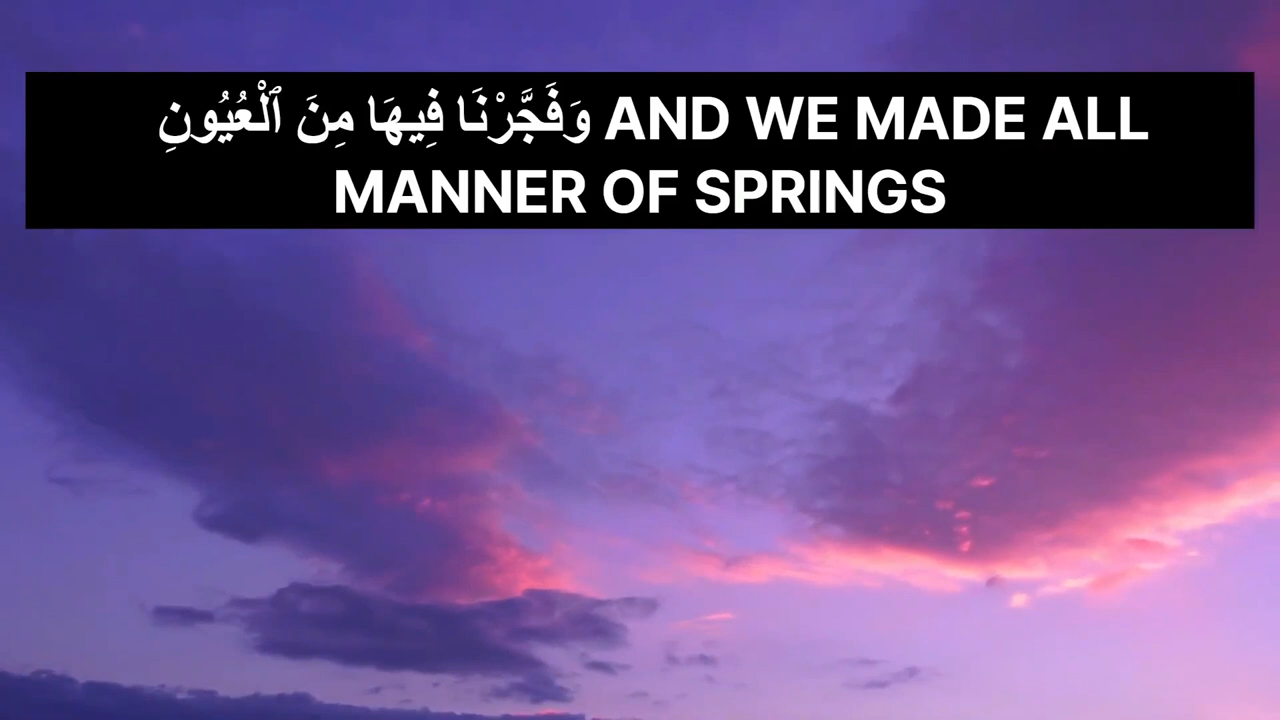 وَفَجَّرْنَا فِيهَا مِنَ ٱلْعُيُونِ AND WE MADE ALL
MANNER OF SPRINGS